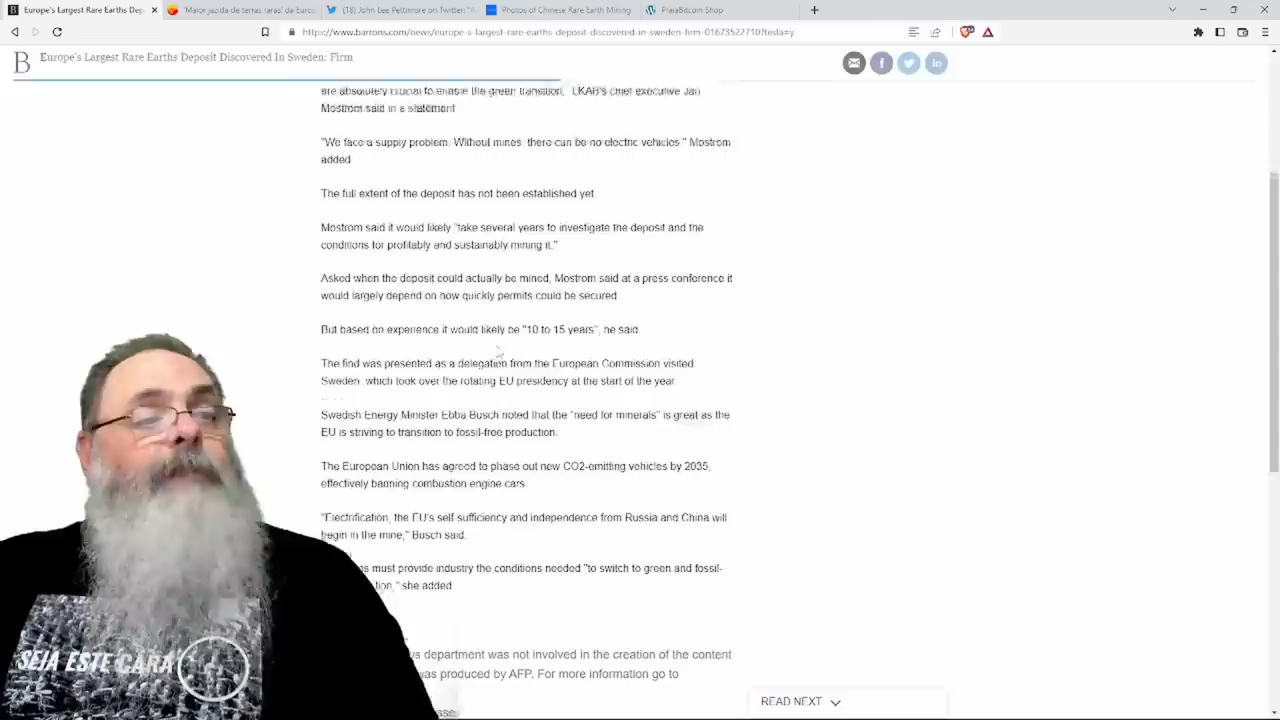 Europe's Largest Rare Earths Dep
'Maior jazida de terras raras' da Europ
(18) John Lee Pettimore on Twitter: "A
Photos of Chinese Rare Earth Mining
PraiaBitcoin Shop
https://www.barrons.com/news/europe-s-largest-rare-earths-deposit-discovered-in-sweden-firm-01673522710?tesla=y
B Europe's Largest Rare Earths Deposit Discovered In Sweden: Firm
are absolutely crucial to enable the green transition," LKAB's chief executive Jan
Mostrom said in a statement
"We face a supply problem. Without mines, there can be no electric vehicles." Mostrom
added
The full extent of the deposit has not been established yet
Mostrom said it would likely "take several years to investigate the deposit and the
conditions for profitably and sustainably mining it."
Asked when the deposit could actually be mined, Mostrom said at a press conference it
would largely depend on how quickly permits could be secured
But based on experience it would likely be "10 to 15 years", he said
The find was presented as a delegation from the European Commission visited
Sweden, which took over the rotating EU presidency at the start of the year
Swedish Energy Minister Ebba Busch noted that the "need for minerals" is great as the
EU is striving to transition to fossil-free production.
The European Union has agreed to phase out new CO2-emitting vehicles by 2035,
effectively banning combustion engine cars
"Electrification, the EU's self-sufficiency and independence from Russia and China will
begin in the mine," Busch said.
must provide industry the conditions needed "to switch to green and fossil-
she added
department was not involved in the creation of the content
was produced by AFP. For more information go to
READ NEXT
SEJA ESTE CARA